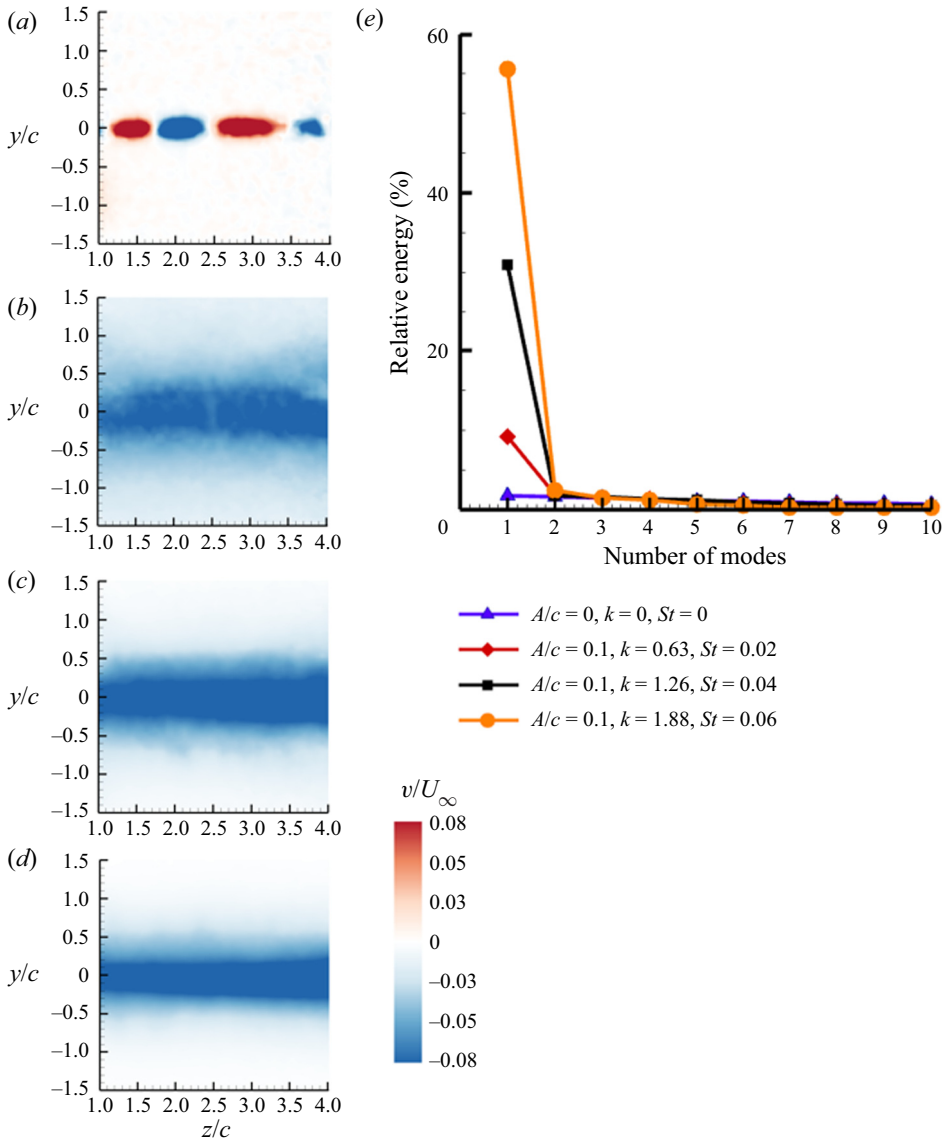 (a)
1.5
1.0
0.5
y/c
0
–0.5
–1.0
–1.5
1.0 1.5 2.0 2.5 3.0 3.5 4.0
(b)
1.5
1.0
0.5
y/c
0
–0.5
–1.0
–1.5
1.0 1.5 2.0 2.5 3.0 3.5 4.0
(c)
1.5
1.0
0.5
y/c
0
–0.5
–1.0
–1.5
1.0 1.5 2.0 2.5 3.0 3.5 4.0
(d)
1.5
1.0
0.5
y/c
0
–0.5
–1.0
–1.5
1.0 1.5 2.0 2.5 3.0 3.5 4.0
z/c
(e)
60
40
20
Relative energy (%)
0 1 2 3 4 5 6 7 8 9 10
Number of modes
A/c = 0, k = 0, St = 0
A/c = 0.1, k = 0.63, St = 0.02
A/c = 0.1, k = 1.26, St = 0.04
A/c = 0.1, k = 1.88, St = 0.06
v/U∞
0.08
0.05
0.03
0
–0.03
–0.05
–0.08